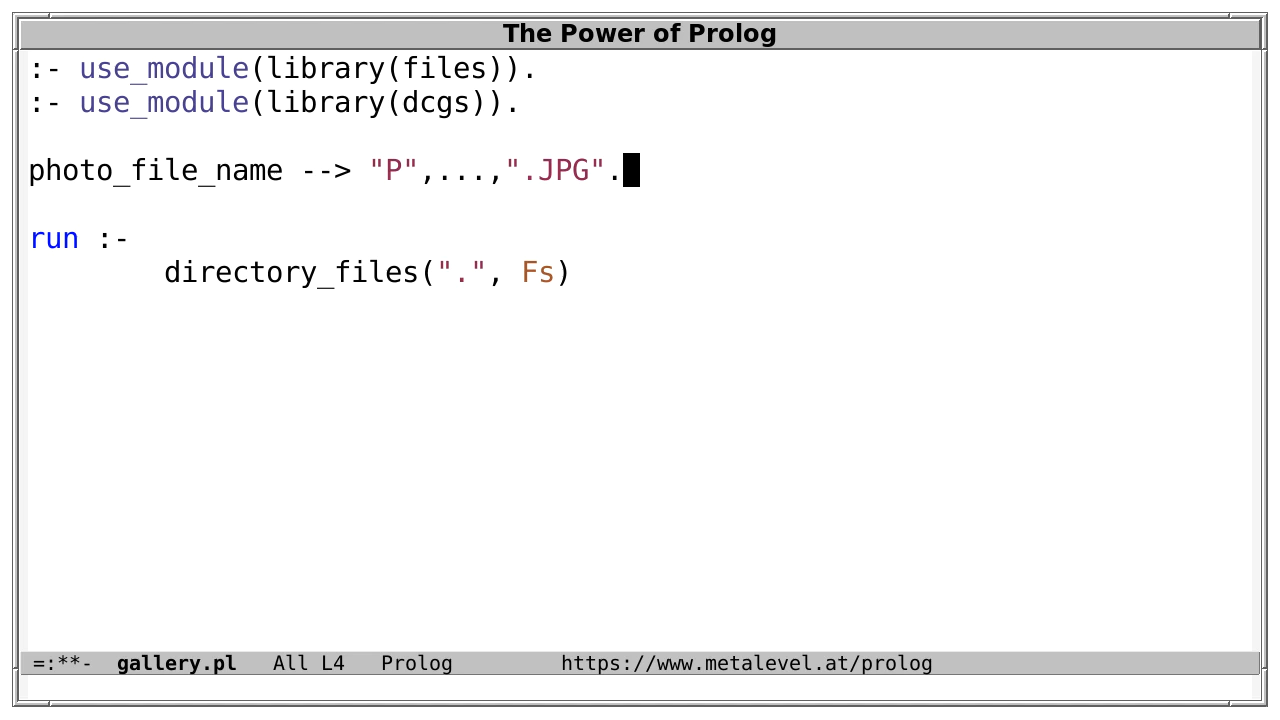 The Power of Prolog
:- use_module(library(files)).
:- use_module(library(dcgs)).
photo_file_name --> "P",...,".JPG".
run :-
        directory_files(".", Fs)
=:**-  gallery.pl   All L4   Prolog         https://www.metalevel.at/prolog